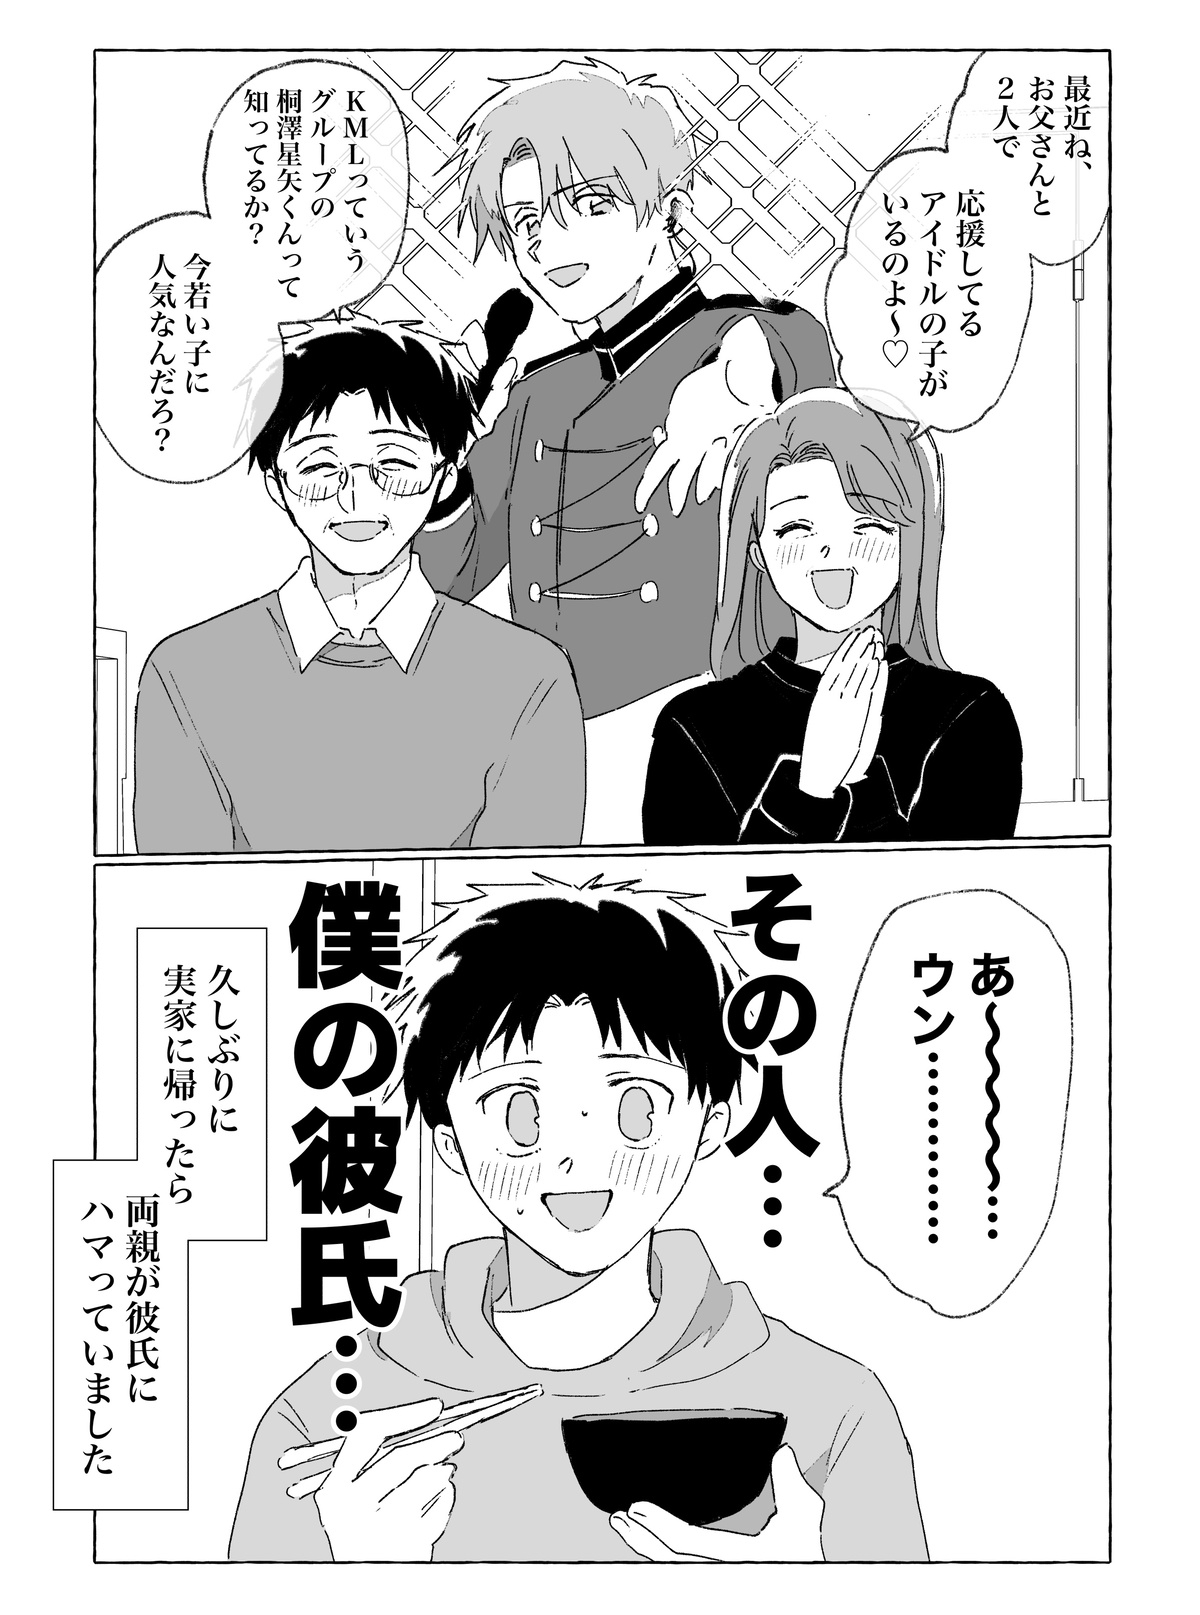 最近ね、
お父さんと
２人で
応援してる
アイドルの子が
いるのよ〜♡
KMLっていう
グループの
桐澤星矢くんって
知ってるか？
今若い子に
人気なんだろ？
あ〜〜〜〜〜…
ウン…………
その人…
僕の彼氏…
久しぶりに
実家に帰ったら
両親が彼氏に
ハマっていました